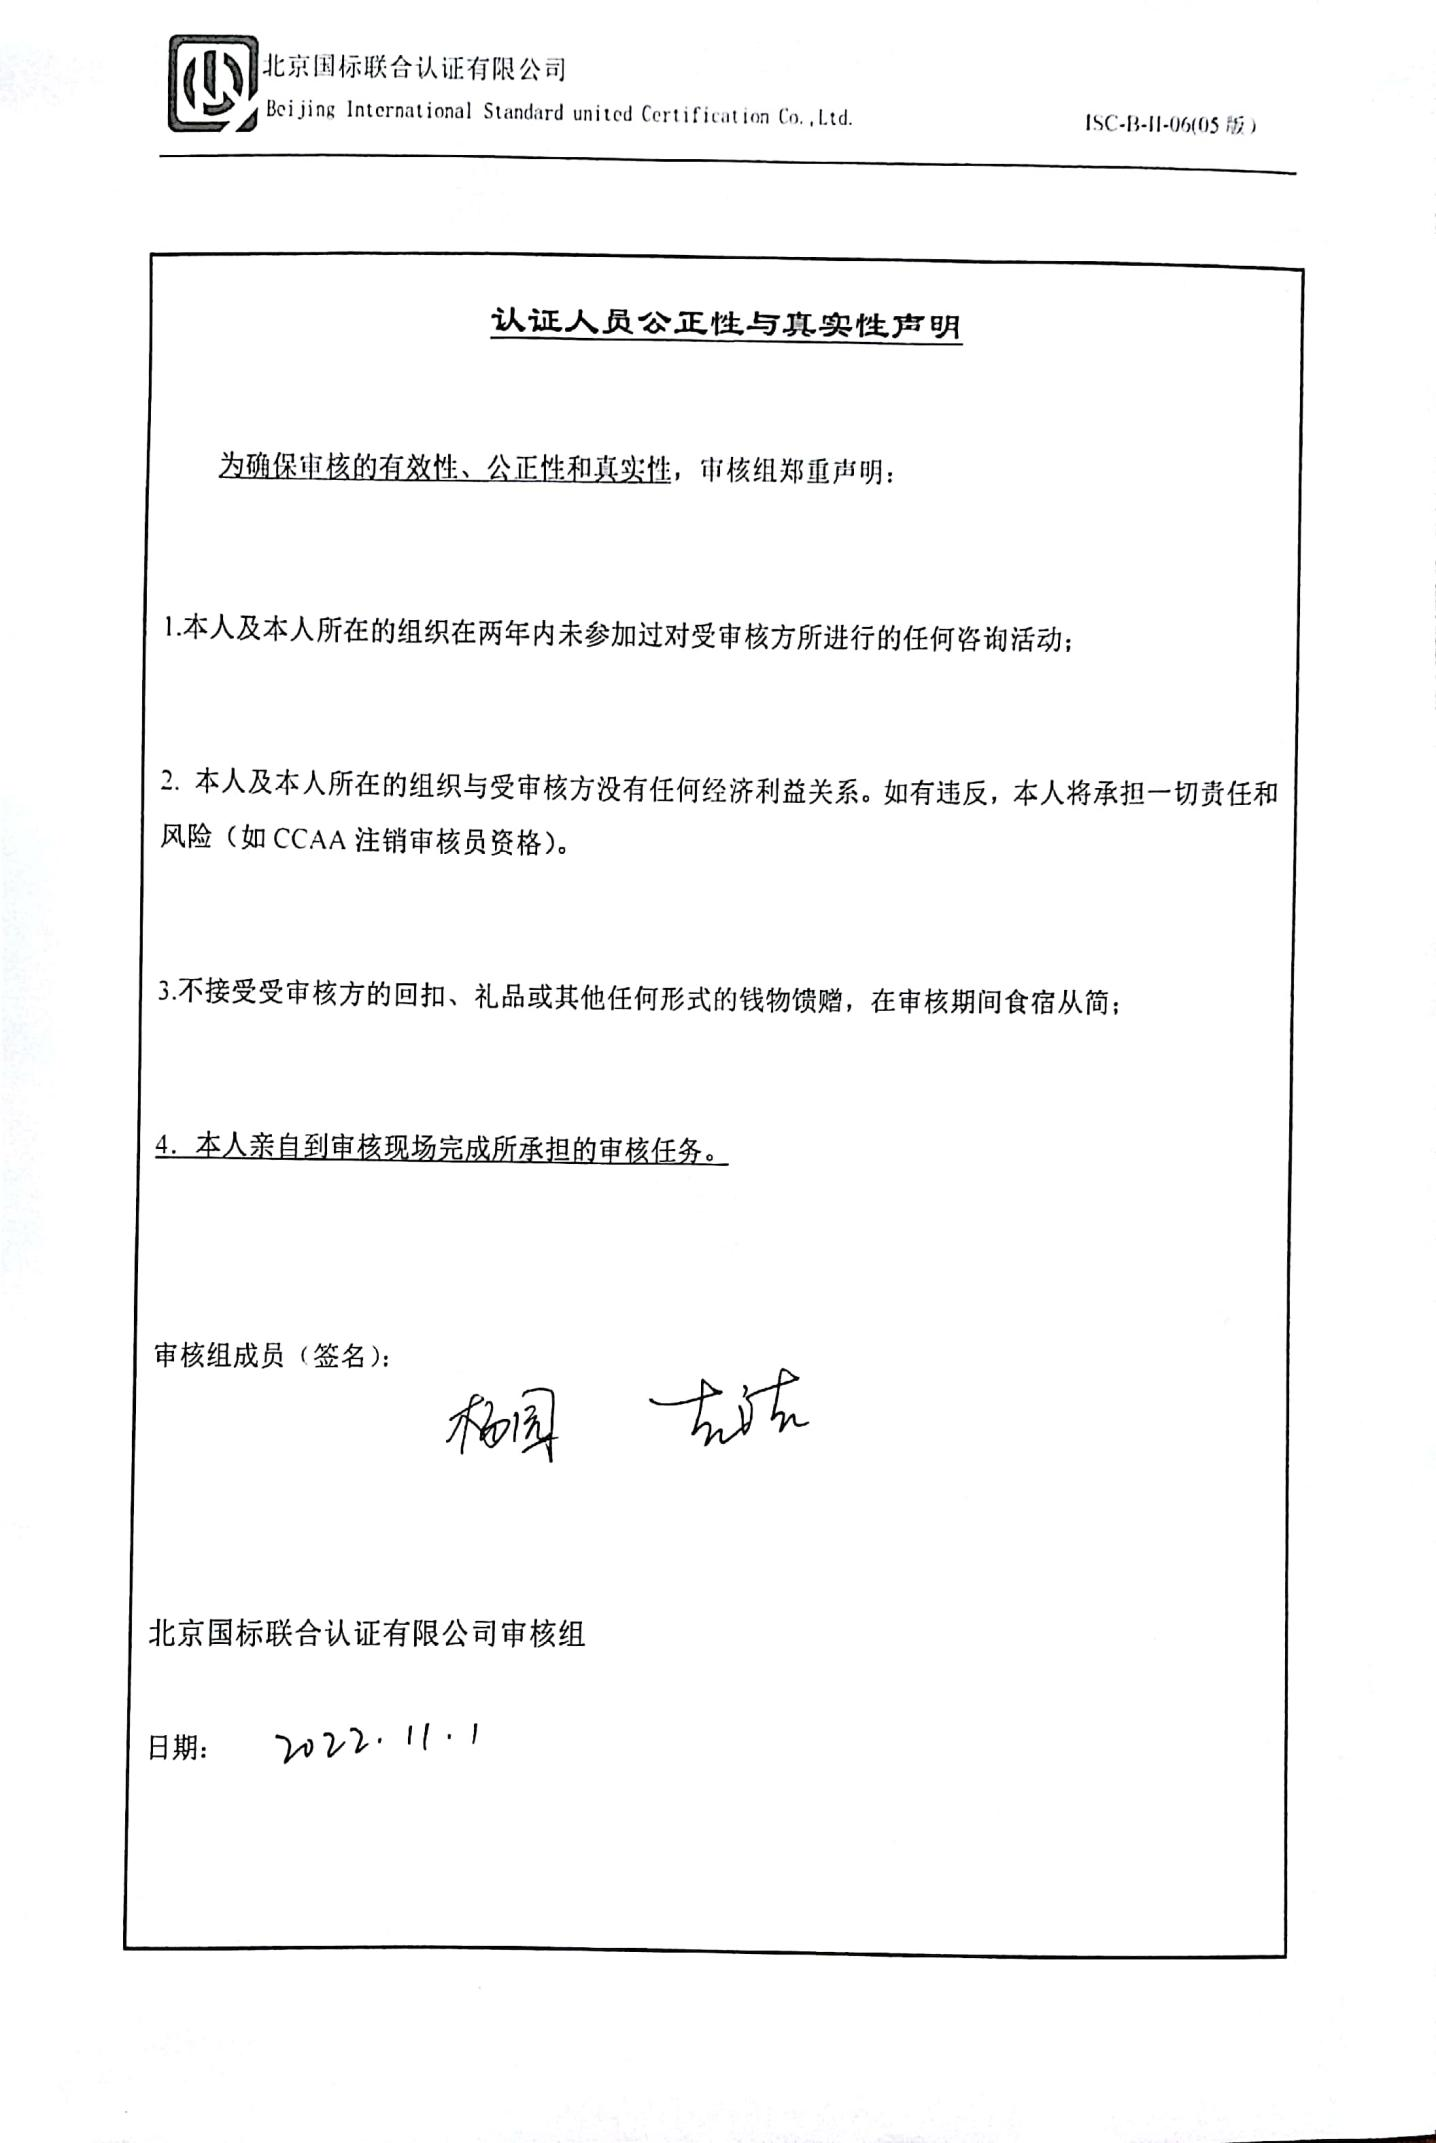 北京国标联合认证有限公司
Beijing International Standard united Certification Co.,Ltd.
ISC-B-II-06(05版)
认证人员公正性与真实性声明
为确保审核的有效性、公正性和真实性，审核组郑重声明：
1.本人及本人所在的组织在两年内未参加过对受审核方所进行的任何咨询活动；
2. 本人及本人所在的组织与受审核方没有任何经济利益关系。如有违反，本人将承担一切责任和
风险（如 CCAA 注销审核员资格）。
3.不接受受审核方的回扣、礼品或其他任何形式的钱物馈赠，在审核期间食宿从简；
4. 本人亲自到审核现场完成所承担的审核任务。
审核组成员（签名）：
北京国标联合认证有限公司审核组
日期： 2022.11.1